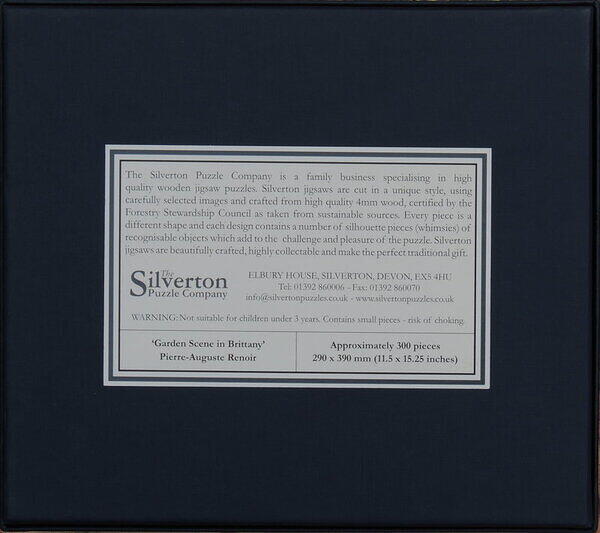 The Silverton Puzzle Company is a family business specialising in high
quality wooden jigsaw puzzles. Silverton jigsaws are cut in a unique style, using
carefully selected images and crafted from high quality 4mm wood, certified by the
Forestry Stewardship Council as taken from sustainable sources. Every piece is a
different shape and each design contains a number of silhouette pieces (whimsies) of
recognisable objects which add to the challenge and pleasure of the puzzle. Silverton
jigsaws are beautifully crafted, highly collectable and make the perfect traditional gift.
The
Silverton
Puzzle Company
ELBURY HOUSE, SILVERTON, DEVON, EX5 4HU
Tel: 01392 860006 - Fax: 01392 860070
info@silvertonpuzzles.co.uk - www.silvertonpuzzles.co.uk
WARNING: Not suitable for children under 3 years. Contains small pieces - risk of choking.
'Garden Scene in Brittany'
Pierre-Auguste Renoir
Approximately 300 pieces
290 x 390 mm (11.5 x 15.25 inches)